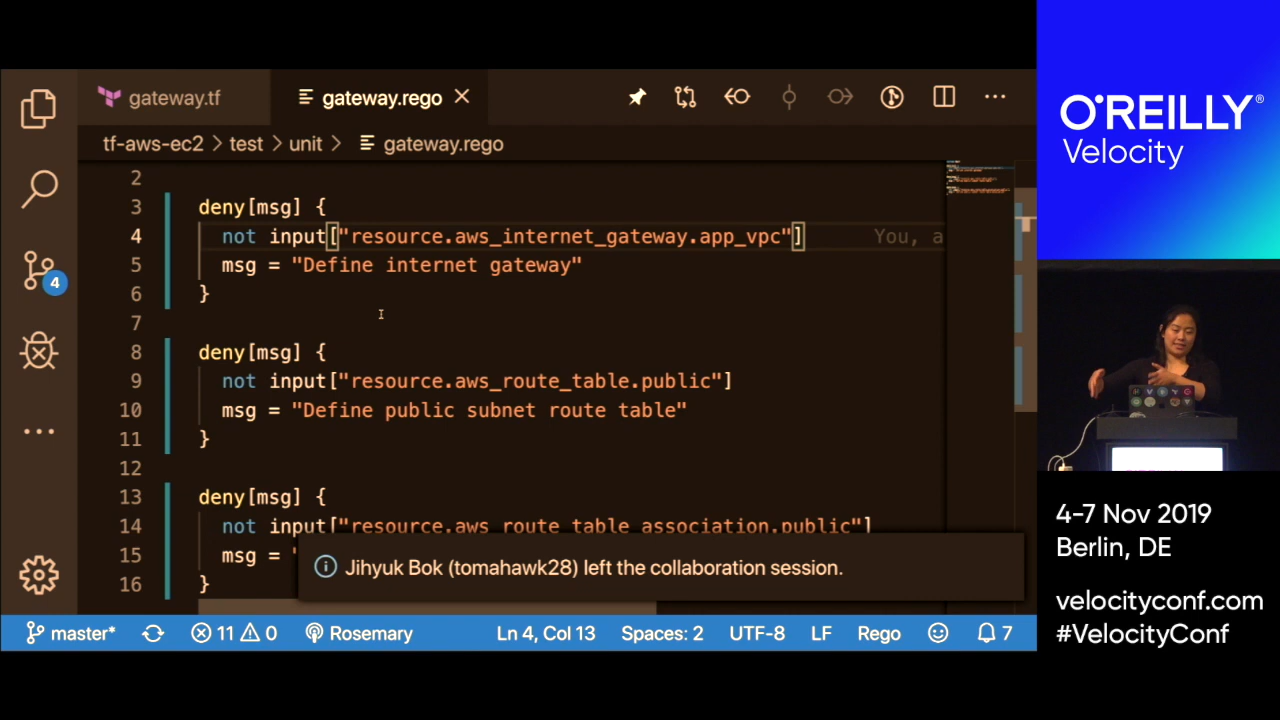 gateway.tf
gateway.rego
tf-aws-ec2 > test > unit > gateway.rego
2
3 deny[msg] {
4 not input["resource.aws_internet_gateway.app_vpc"] You, a
5 msg = "Define internet gateway"
6 }
7
8 deny[msg] {
9 not input["resource.aws_route_table.public"]
10 msg = "Define public subnet route table"
11 }
12
13 deny[msg] {
14 not input["resource.aws_route_table_association.public"]
15 msg = "
16 }
4
Jihyuk Bok (tomahawk28) left the collaboration session.
master* 11 0 Rosemary Ln 4, Col 13 Spaces: 2 UTF-8 LF Rego 7
O'REILLY®
Velocity
4-7 Nov 2019
Berlin, DE
velocityconf.com
#VelocityConf